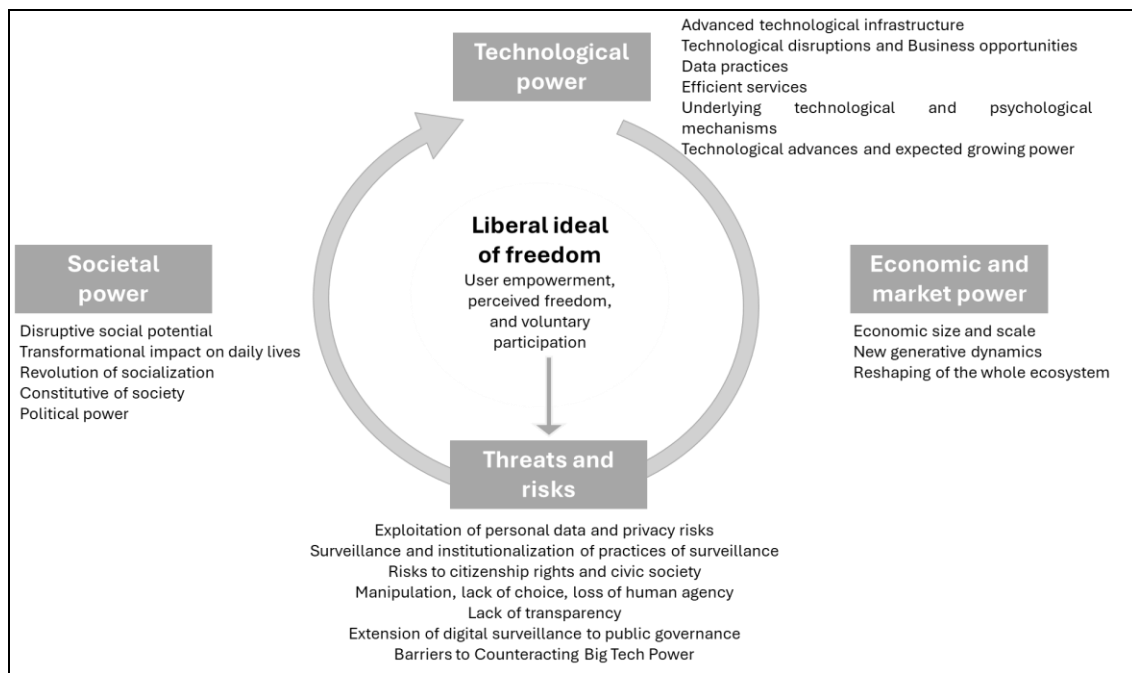 Technological
power
Advanced technological infrastructure
Technological disruptions and Business opportunities
Data practices
Efficient services
Underlying technological and psychological
mechanisms
Technological advances and expected growing power
Liberal ideal
of freedom
User empowerment,
perceived freedom,
and voluntary
participation
Societal
power
Disruptive social potential
Transformational impact on daily lives
Revolution of socialization
Constitutive of society
Political power
Economic and
market power
Economic size and scale
New generative dynamics
Reshaping of the whole ecosystem
Threats and
risks
Exploitation of personal data and privacy risks
Surveillance and institutionalization of practices of surveillance
Risks to citizenship rights and civic society
Manipulation, lack of choice, loss of human agency
Lack of transparency
Extension of digital surveillance to public governance
Barriers to Counteracting Big Tech Power